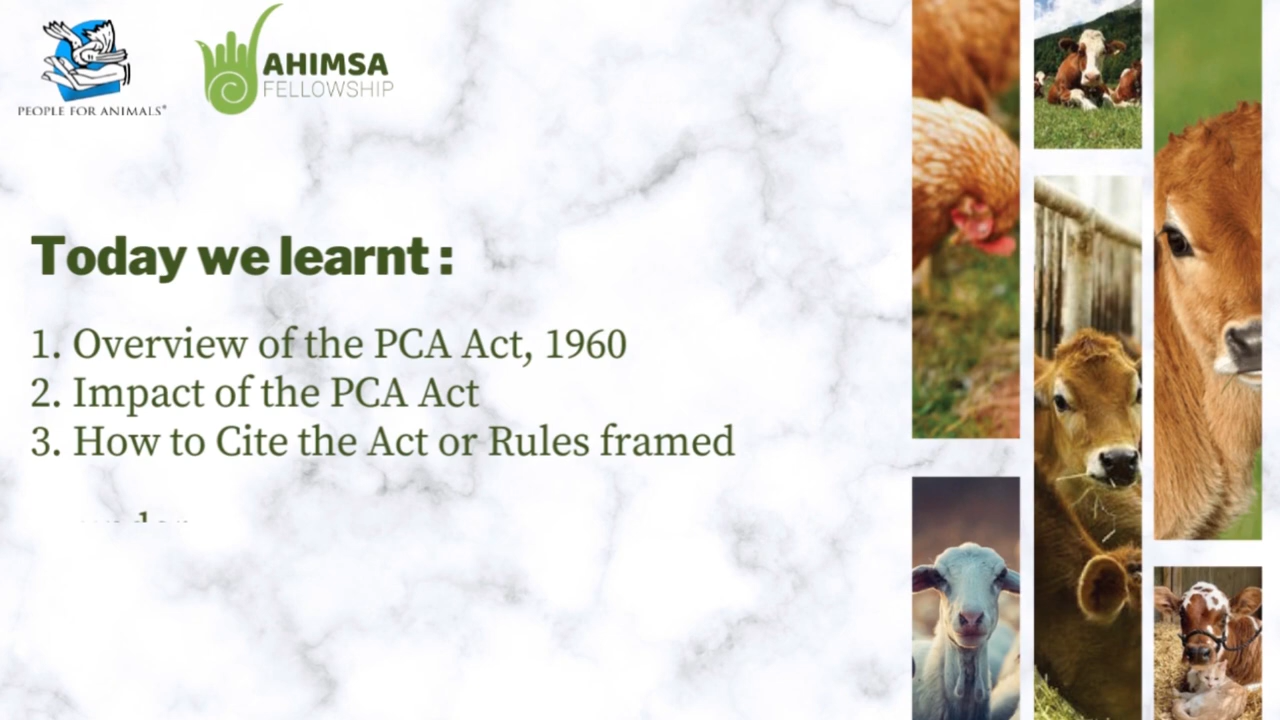 PEOPLE FOR ANIMALS®
AHIMSA
FELLOWSHIP
Today we learnt :
1. Overview of the PCA Act, 1960
2. Impact of the PCA Act
3. How to Cite the Act or Rules framed